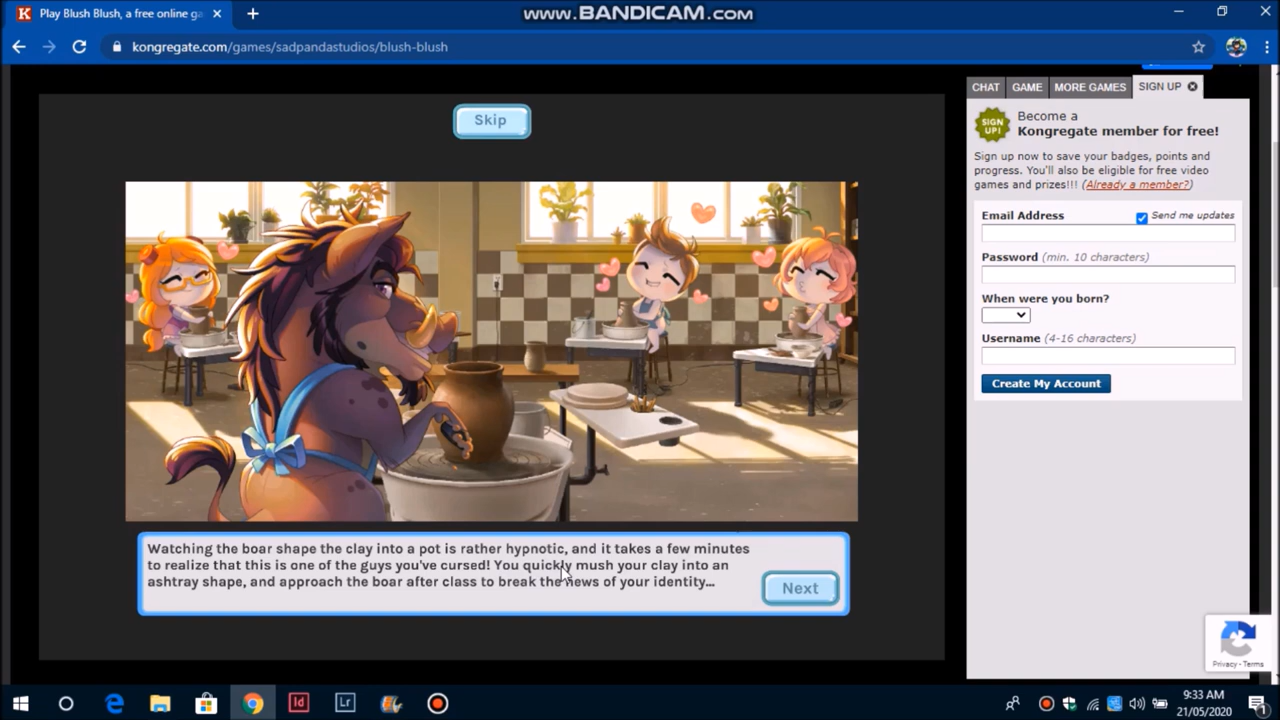 www.BANDICAM.com
Play Blush Blush, a free online ga
kongregate.com/games/sadpandastudios/blush-blush
CHAT GAME MORE GAMES SIGN UP
Skip
SIGN UP!
Become a
Kongregate member for free!
Sign up now to save your badges, points and
progress. You'll also be eligible for free video
games and prizes!!! (Already a member?)
Email Address Send me updates
Password (min. 10 characters)
When were you born?
Username (4-16 characters)
Create My Account
Watching the boar shape the clay into a pot is rather hypnotic, and it takes a few minutes
to realize that this is one of the guys you've cursed! You quickly mush your clay into an
ashtray shape, and approach the boar after class to break the news of your identity...
Next
Privacy - Terms
Id
Lr
9:33 AM
21/05/2020
1